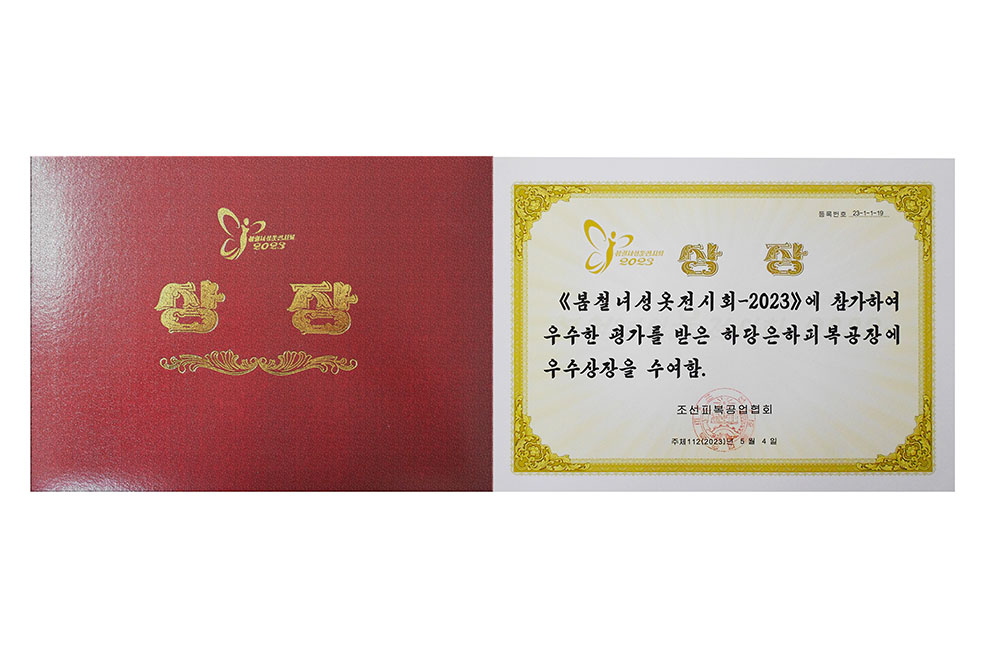 봄철녀성옷전시회
2023
상 장
등록번호 23-1-1-19
봄철녀성옷전시회
2023
상 장
《봄철녀성옷전시회-2023》에 참가하여
우수한 평가를 받은 하당은하피복공장에
우수상장을 수여함.
조선피복공업협회
주체112(2023)년 5 월 4 일